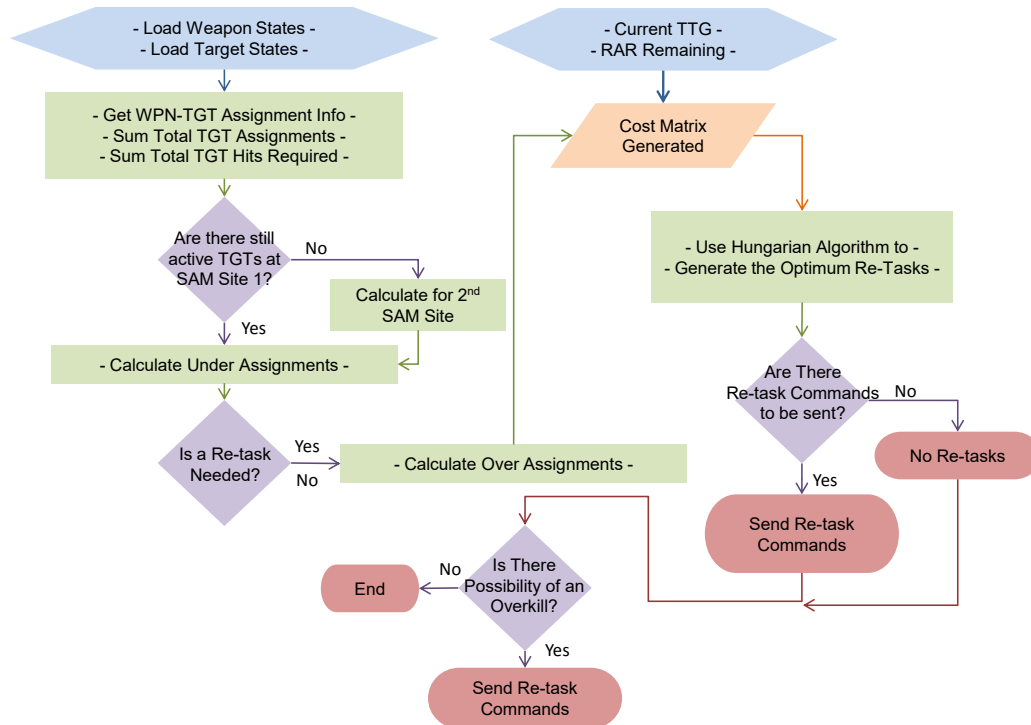 - Load Weapon States -
- Load Target States -
- Get WPN-TGT Assignment Info -
- Sum Total TGT Assignments -
- Sum Total TGT Hits Required -
Are there still
active TGTs at
SAM Site 1?
No
Calculate for 2nd
SAM Site
Yes
- Calculate Under Assignments -
Is a Re-task
Needed?
Yes
No
- Calculate Over Assignments -
- Current TTG -
- RAR Remaining -
Cost Matrix
Generated
- Use Hungarian Algorithm to -
- Generate the Optimum Re-Tasks -
Are There
Re-task Commands
to be sent?
No
No Re-tasks
Yes
Send Re-task
Commands
Is There
Possibility of an
Overkill?
No
End
Yes
Send Re-task
Commands